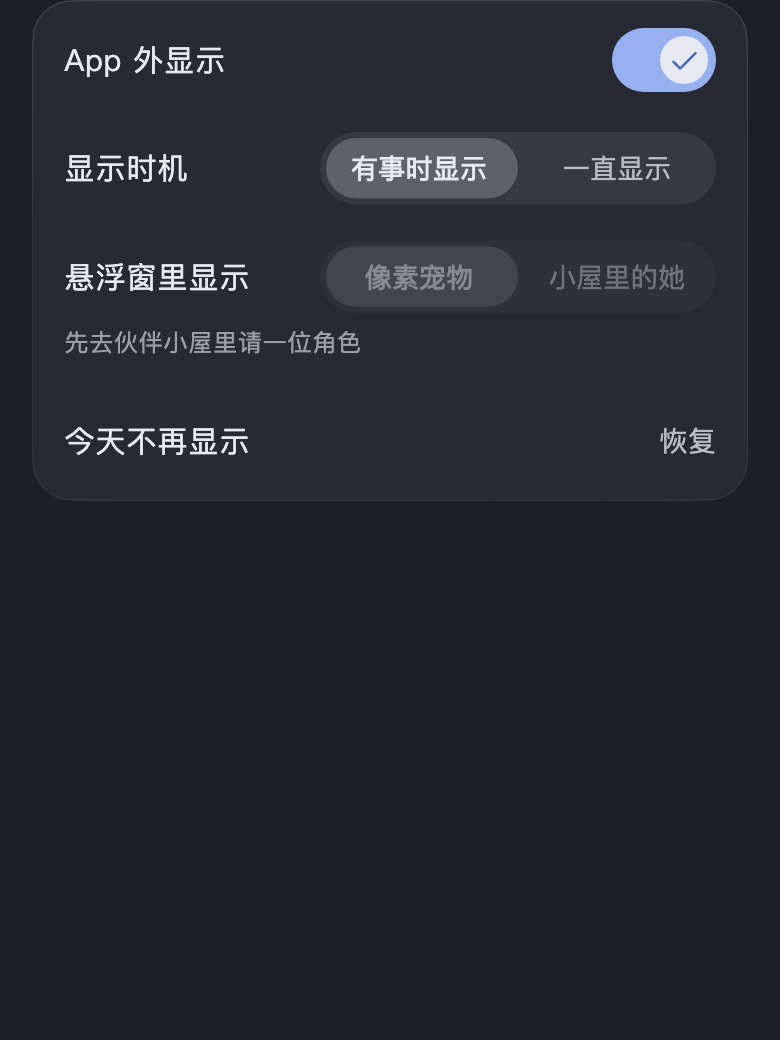 App 外显示
显示时机
有事时显示
一直显示
悬浮窗里显示
像素宠物
小屋里的她
先去伙伴小屋里请一位角色
今天不再显示
恢复